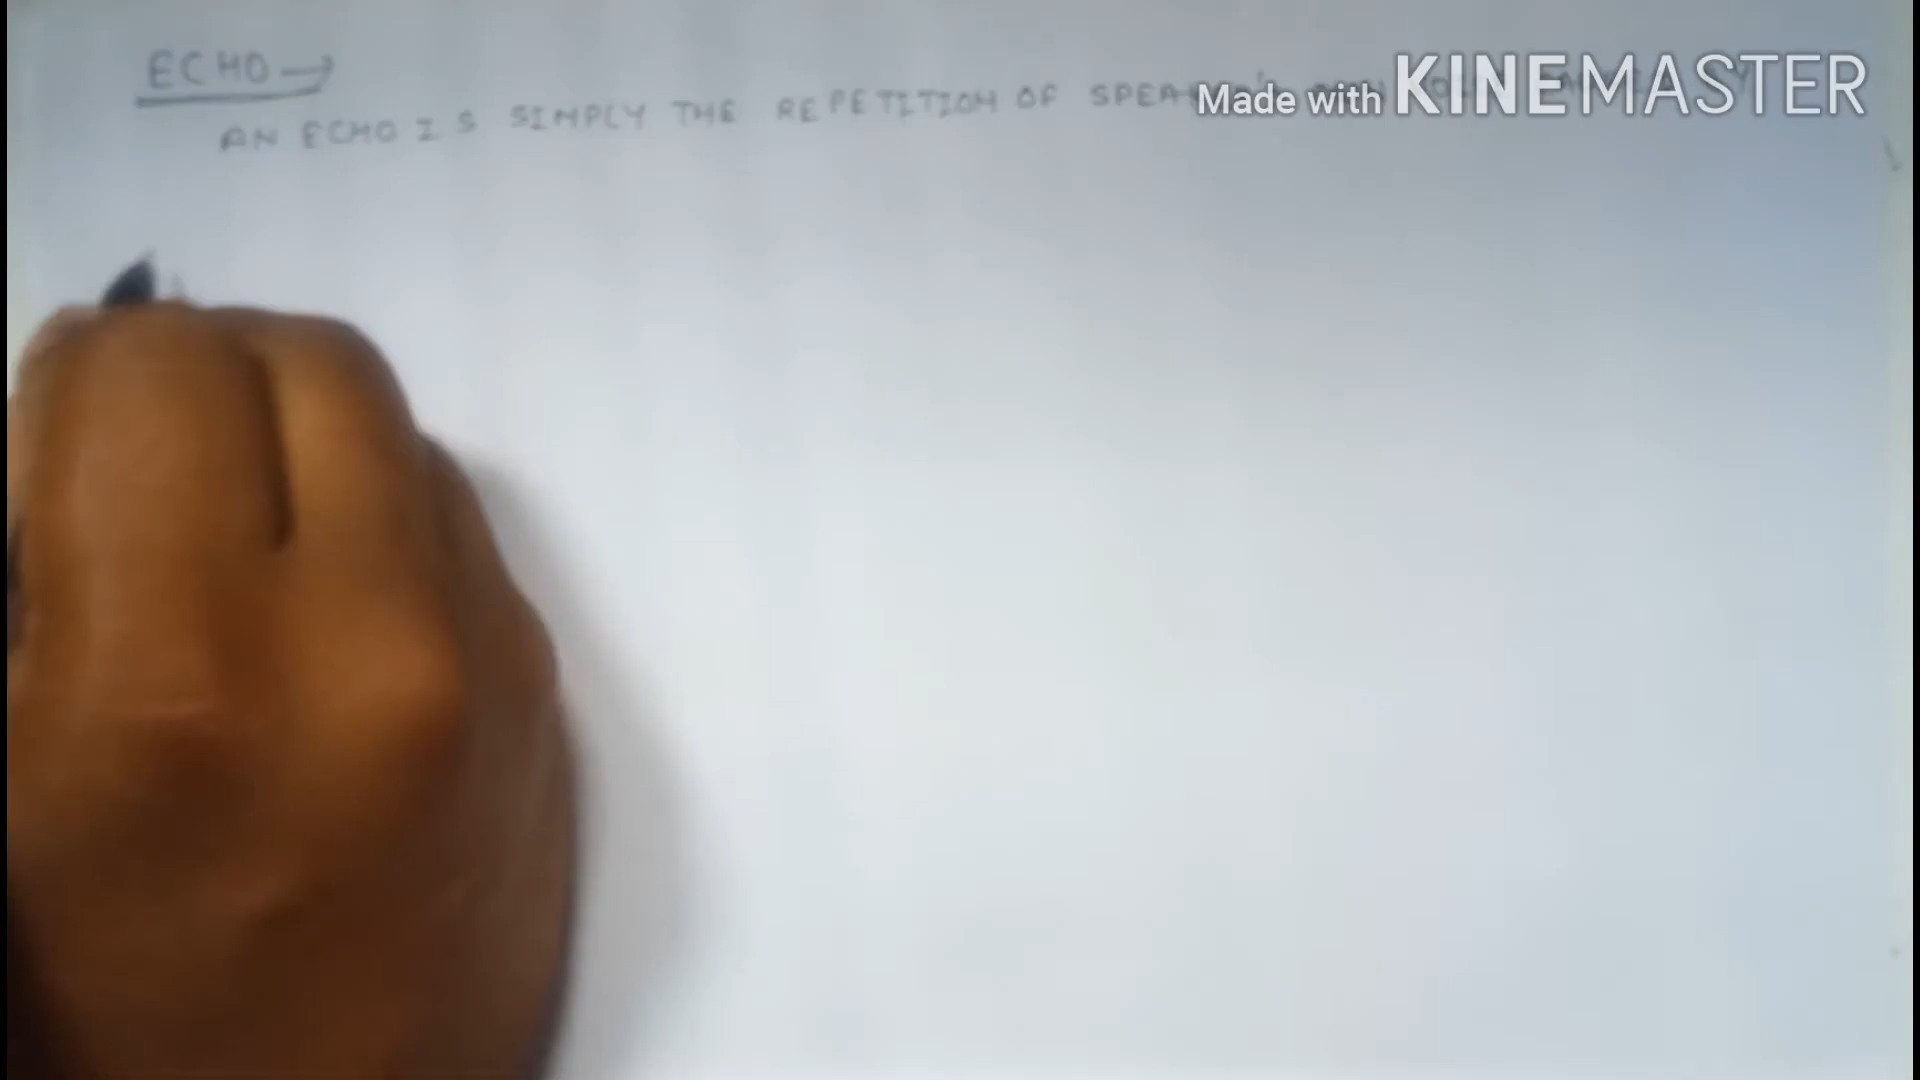 ECHO →
AN ECHO IS SIMPLY THE REPETITION OF
Made with KINEMASTER